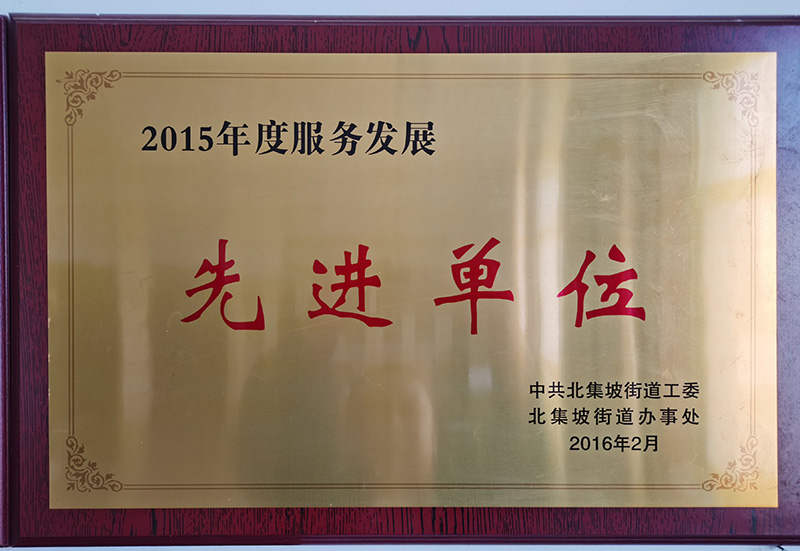 2015年度服务发展
先进单位
中共北集坡街道工委
北集坡街道办事处
2016年2月